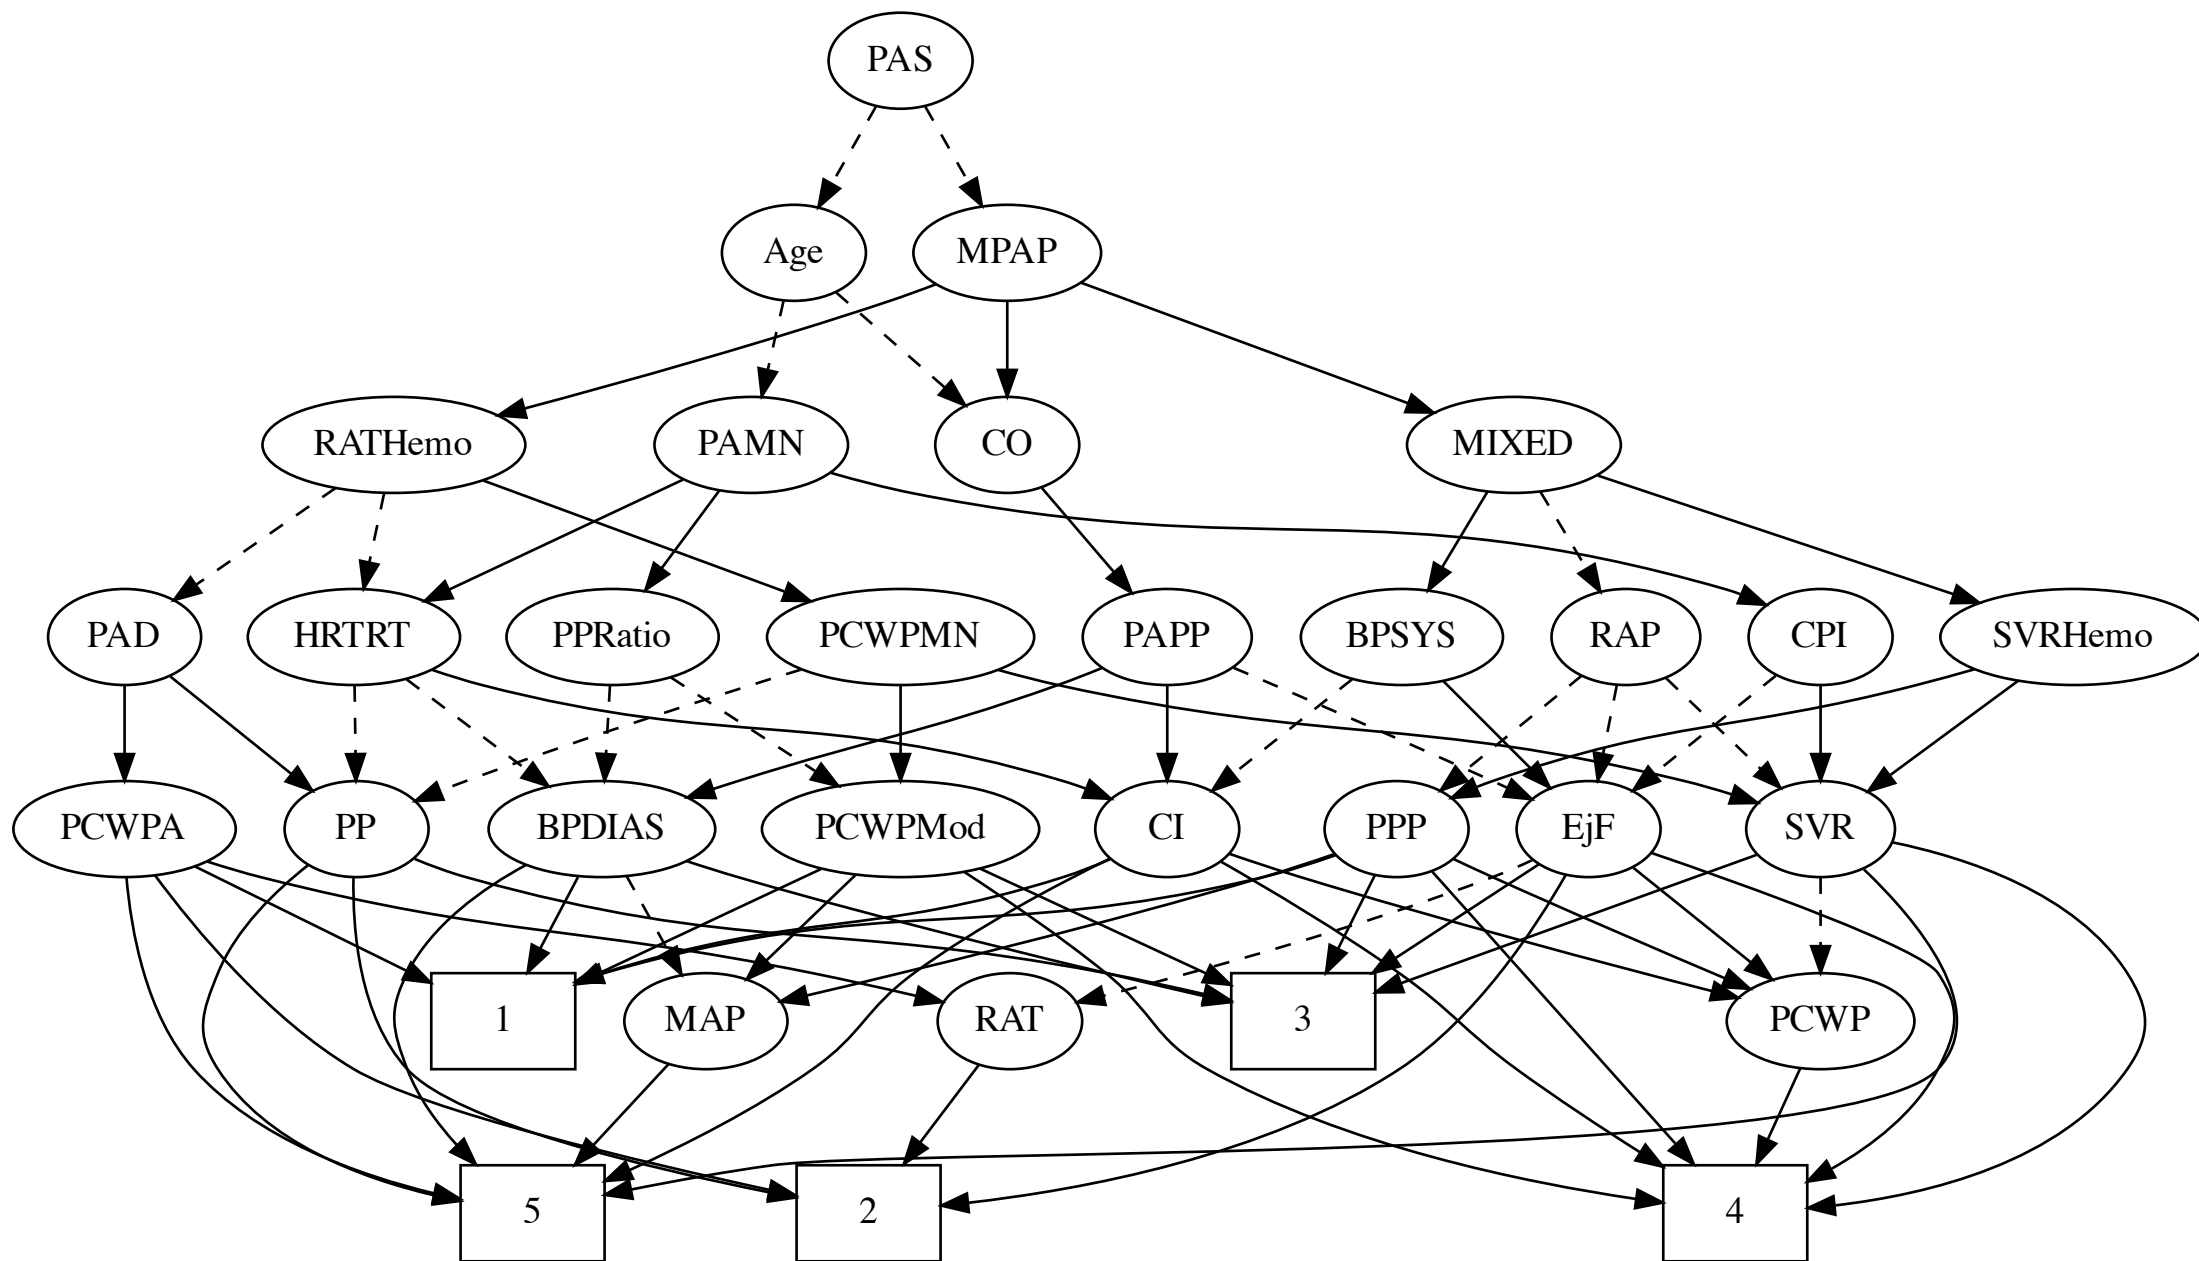 PAS
Age
MPAP
RATHemo
PAMN
CO
MIXED
PAD
HRTRT
PPRatio
PCWPMN
PAPP
BPSYS
RAP
CPI
SVRHemo
PCWPA
PP
BPDIAS
PCWPMod
CI
PPP
EjF
SVR
1
MAP
RAT
3
PCWP
5
2
4